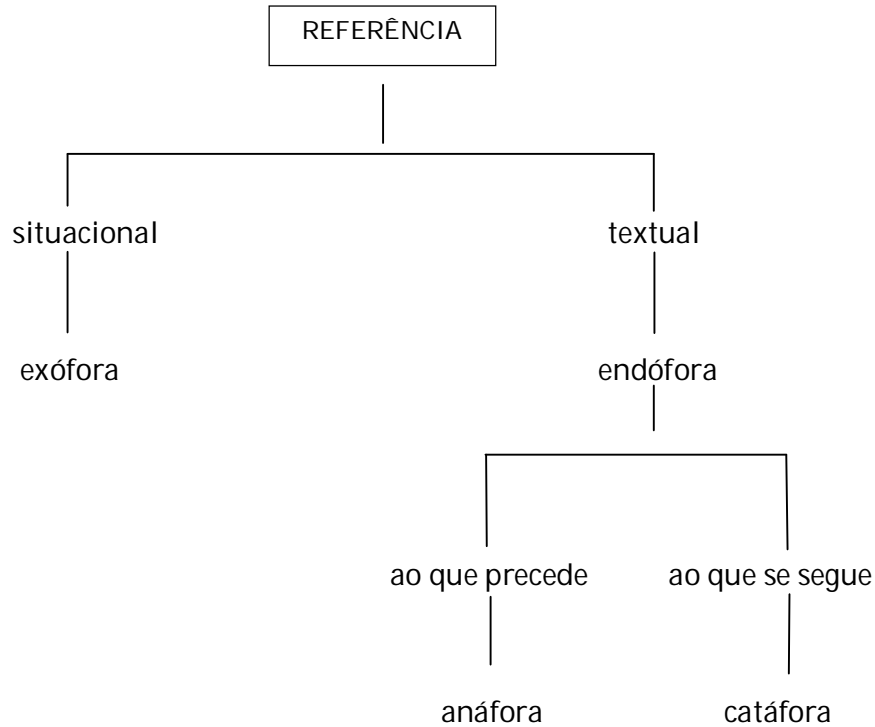 REFERÊNCIA
situacional textual
exófora endófora
ao que precede ao que se segue
anáfora catáfora